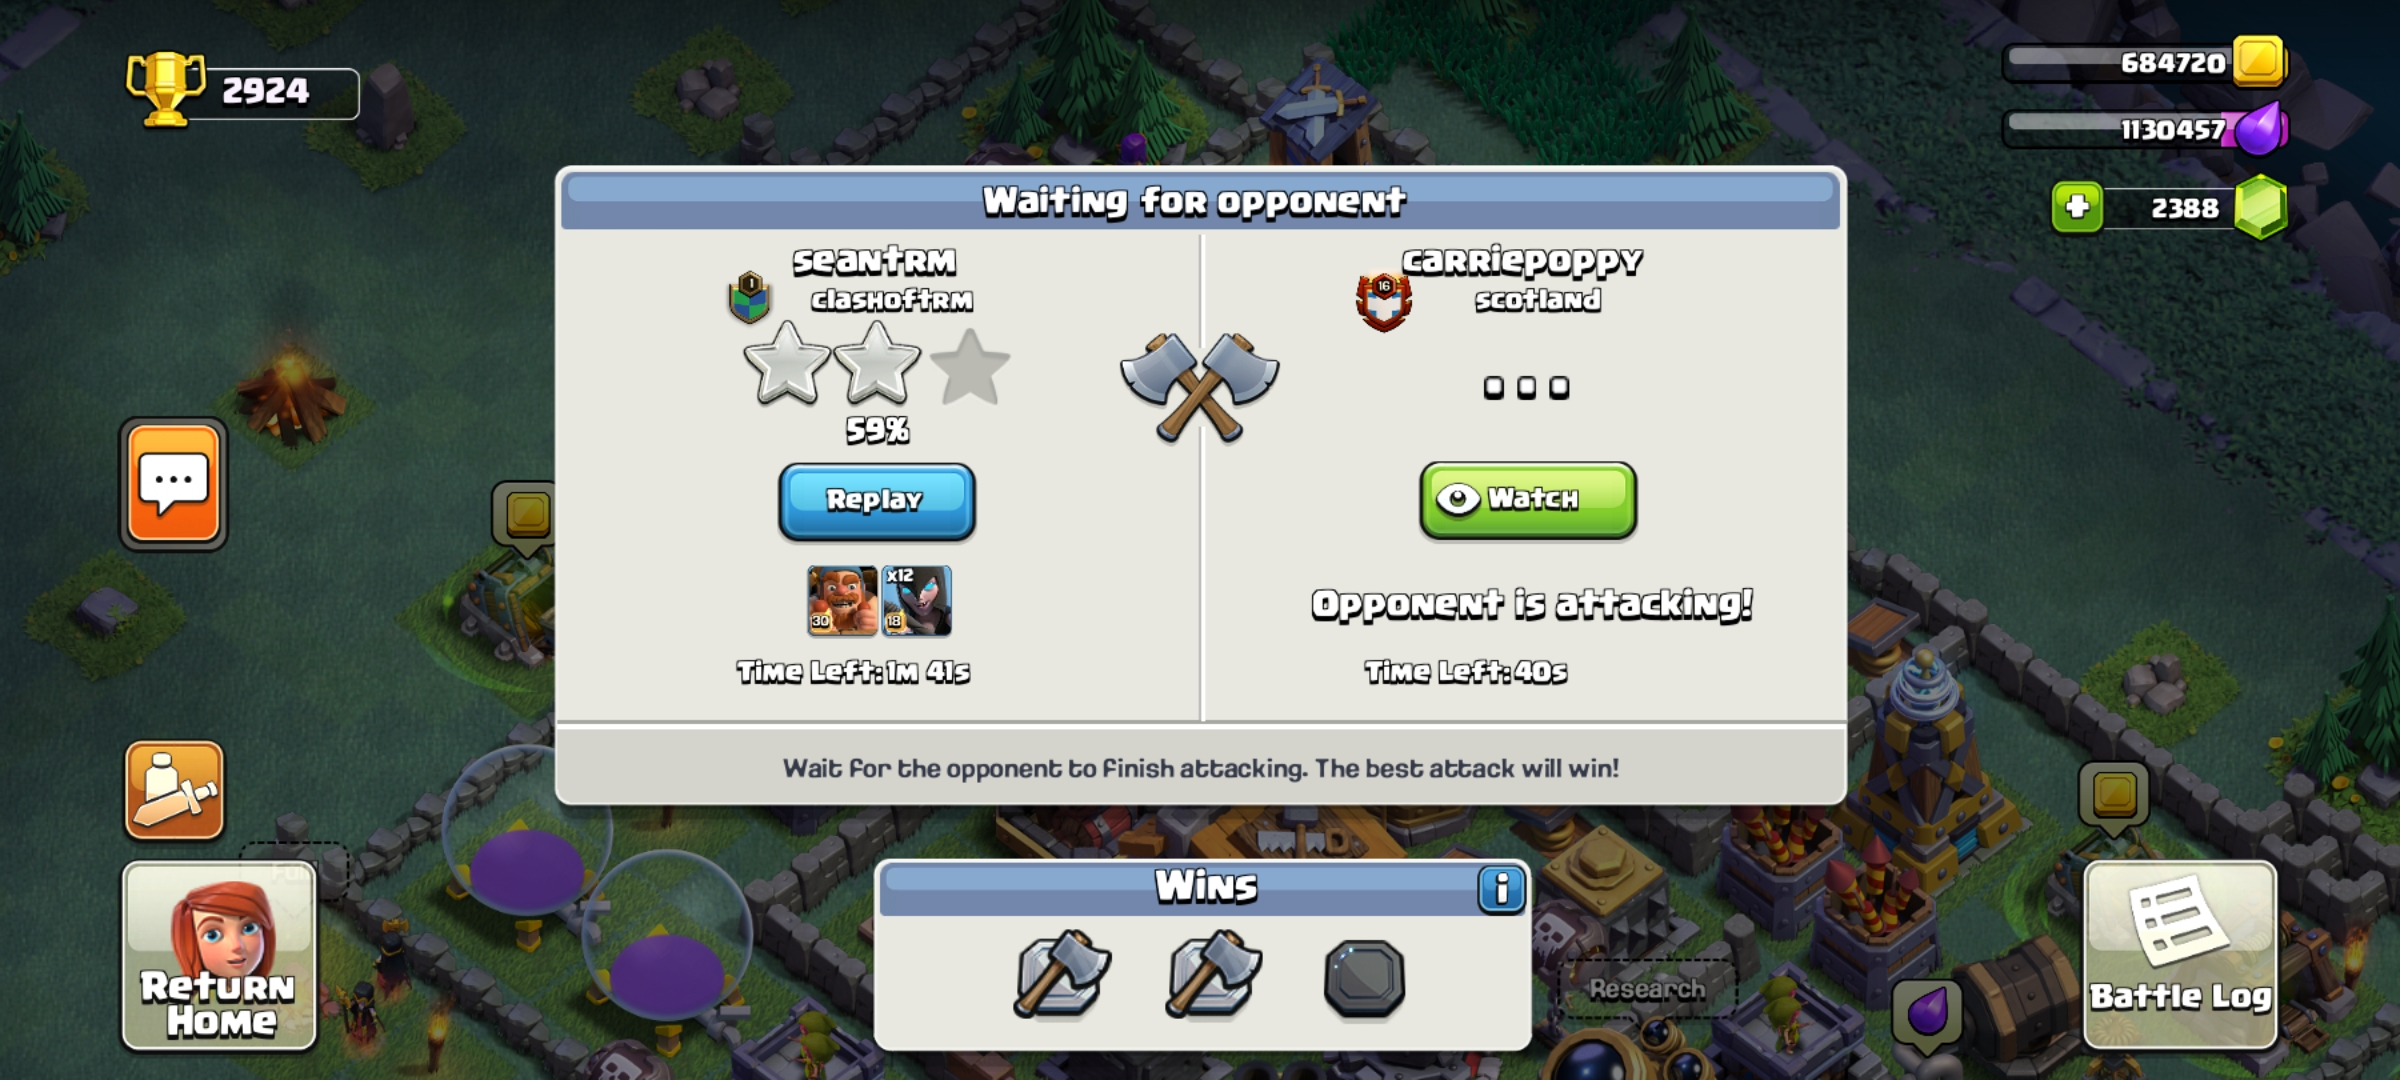 2924
684720
1130457
2388
Waiting for opponent
seantrm
clashoftrm
1
59%
Replay
x12
30
18
Time Left: 1m 41s
carriepoppy
scotland
16
Watch
Opponent is attacking!
Time Left: 40s
Wait for the opponent to finish attacking. The best attack will win!
Wins
i
Return
Home
Research
Battle Log